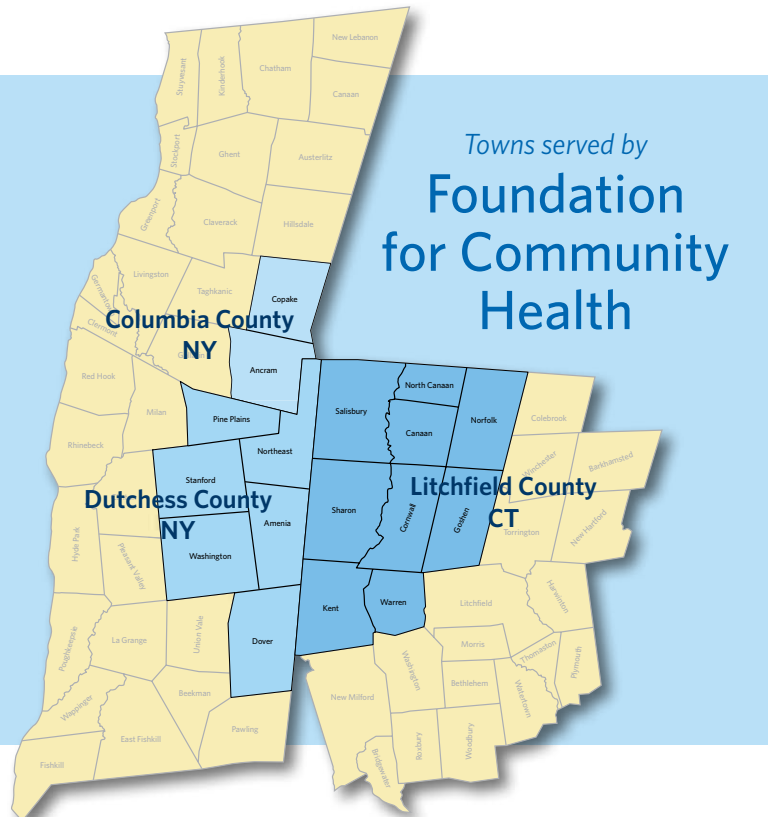 New Lebanon
Stuyvesant
Kinderhook
Chatham
Canaan
Stockport
Ghent
Austerlitz
Towns served by
Foundation
for Community
Health
Greenport
Claverack
Hillsdale
Germantown
Livingston
Taghkanic
Copake
Clermont
Columbia County
NY
Ancram
Red Hook
Milan
Pine Plains
Salisbury
North Canaan
Canaan
Norfolk
Colebrook
Rhinebeck
Northeast
Winchester
Barkhamsted
Stanford
Dutchess County
NY
Amenia
Sharon
Cornwall
Litchfield County
CT
Goshen
Torrington
New Hartford
Hyde Park
Peasant Valley
Washington
Kent
Warren
Litchfield
Harwinton
Poughkeepsie
La Grange
Union Vale
Dover
Morris
Thomaston
Plymouth
Washington
Bethlehem
Watertown
Wappinger
Beekman
New Milford
East Fishkill
Pawling
Roxbury
Woodbury
Bridgewater
Fishkill